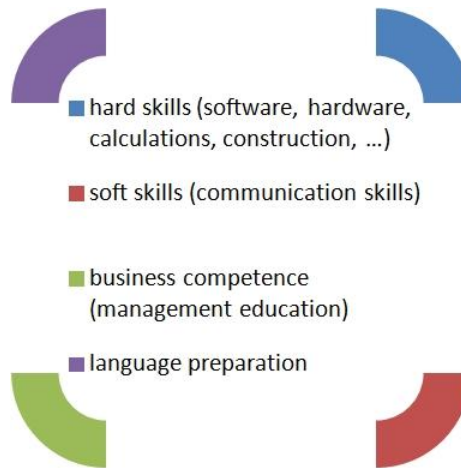 hard skills (software, hardware,
calculations, construction, ...)
soft skills (communication skills)
business competence
(management education)
language preparation